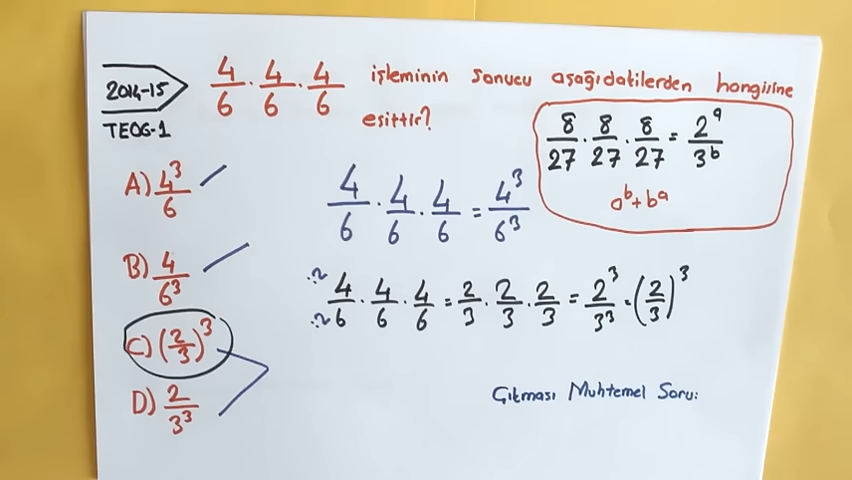 2014-15
TEOG-1
4/6 · 4/6 · 4/6 işleminin sonucu aşağıdakilerden hangisine
eşittir?
8/27 · 8/27 · 8/27 = 2^a/3^b
a^b + b^a
A) 4^3/6
B) 4/6^3
C) (2/3)^3
D) 2/3^3
4/6 · 4/6 · 4/6 = 4^3/6^3
:2 :2 4/6 · 4/6 · 4/6 = 2/3 · 2/3 · 2/3 = 2^3/3^3 = (2/3)^3
Çıkması Muhtemel Soru: